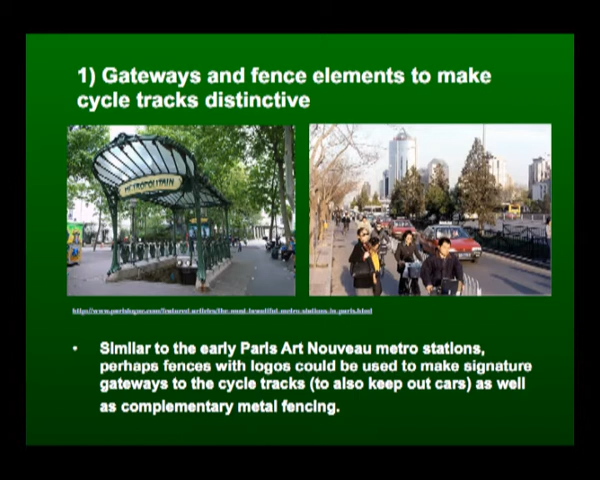 1) Gateways and fence elements to make
cycle tracks distinctive
METROPOLITAIN
http://www.parislogue.com/featured-articles/the-most-beautiful-metro-stations-in-paris.html
• Similar to the early Paris Art Nouveau metro stations,
perhaps fences with logos could be used to make signature
gateways to the cycle tracks (to also keep out cars) as well
as complementary metal fencing.